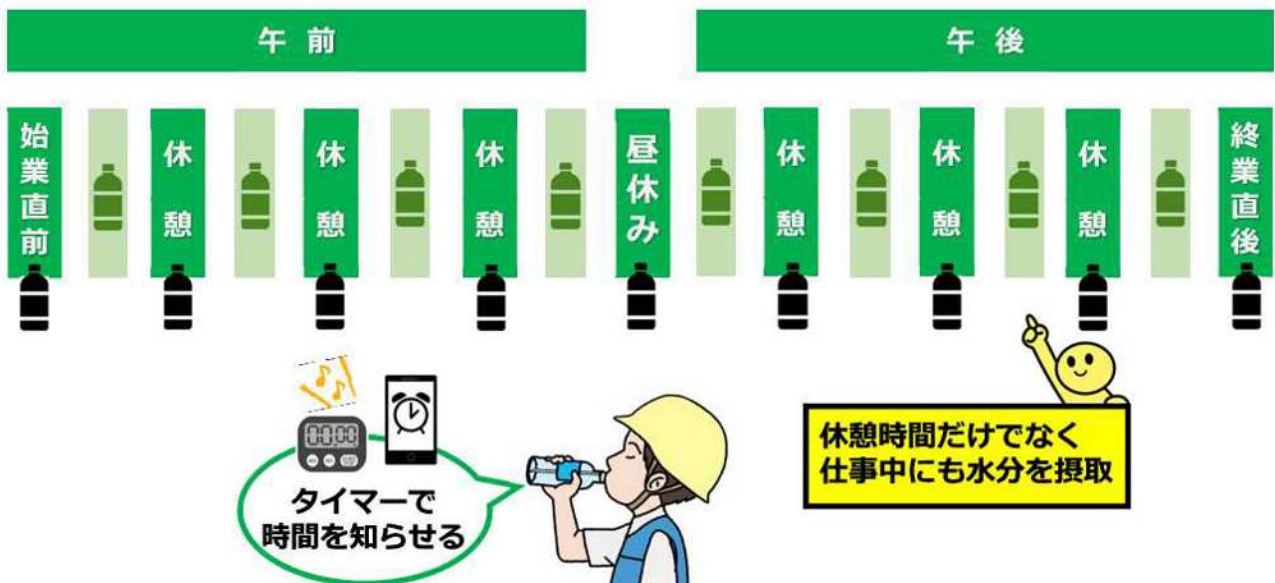 午前
午後
始業直前
休憩
休憩
休憩
昼休み
休憩
休憩
休憩
終業直後
00:00
タイマーで
時間を知らせる
休憩時間だけでなく
仕事中にも水分を摂取